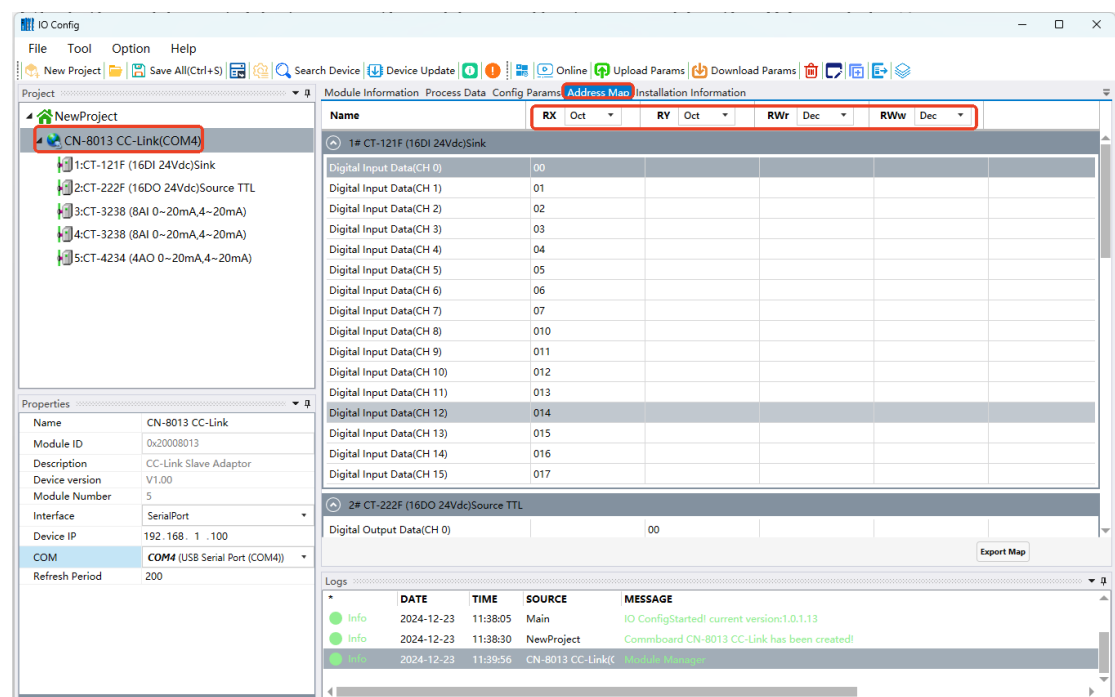 IO Config
File Tool Option Help
New Project Save All(Ctrl+S) Search Device Device Update Online Upload Params Download Params
Project
NewProject
CN-8013 CC-Link(COM4)
1:CT-121F (16DI 24Vdc)Sink
2:CT-222F (16DO 24Vdc)Source TTL
3:CT-3238 (8AI 0~20mA,4~20mA)
4:CT-3238 (8AI 0~20mA,4~20mA)
5:CT-4234 (4AO 0~20mA,4~20mA)
Properties
Name CN-8013 CC-Link
Module ID 0x20008013
Description CC-Link Slave Adaptor
Device version V1.00
Module Number 5
Interface SerialPort
Device IP 192.168. 1 .100
COM COM4 (USB Serial Port (COM4))
Refresh Period 200
Module Information Process Data Config Params Address Map Installation Information
Name RX Oct RY Oct RWr Dec RWw Dec
1# CT-121F (16DI 24Vdc)Sink
Digital Input Data(CH 0) 00
Digital Input Data(CH 1) 01
Digital Input Data(CH 2) 02
Digital Input Data(CH 3) 03
Digital Input Data(CH 4) 04
Digital Input Data(CH 5) 05
Digital Input Data(CH 6) 06
Digital Input Data(CH 7) 07
Digital Input Data(CH 8) 010
Digital Input Data(CH 9) 011
Digital Input Data(CH 10) 012
Digital Input Data(CH 11) 013
Digital Input Data(CH 12) 014
Digital Input Data(CH 13) 015
Digital Input Data(CH 14) 016
Digital Input Data(CH 15) 017
2# CT-222F (16DO 24Vdc)Source TTL
Digital Output Data(CH 0) 00
Export Map
Logs
* DATE TIME SOURCE MESSAGE
Info 2024-12-23 11:38:05 Main IO ConfigStarted! current version:1.0.1.13
Info 2024-12-23 11:38:30 NewProject Commboard CN-8013 CC-Link has been created!
Info 2024-12-23 11:39:56 CN-8013 CC-Link(C Module Manager